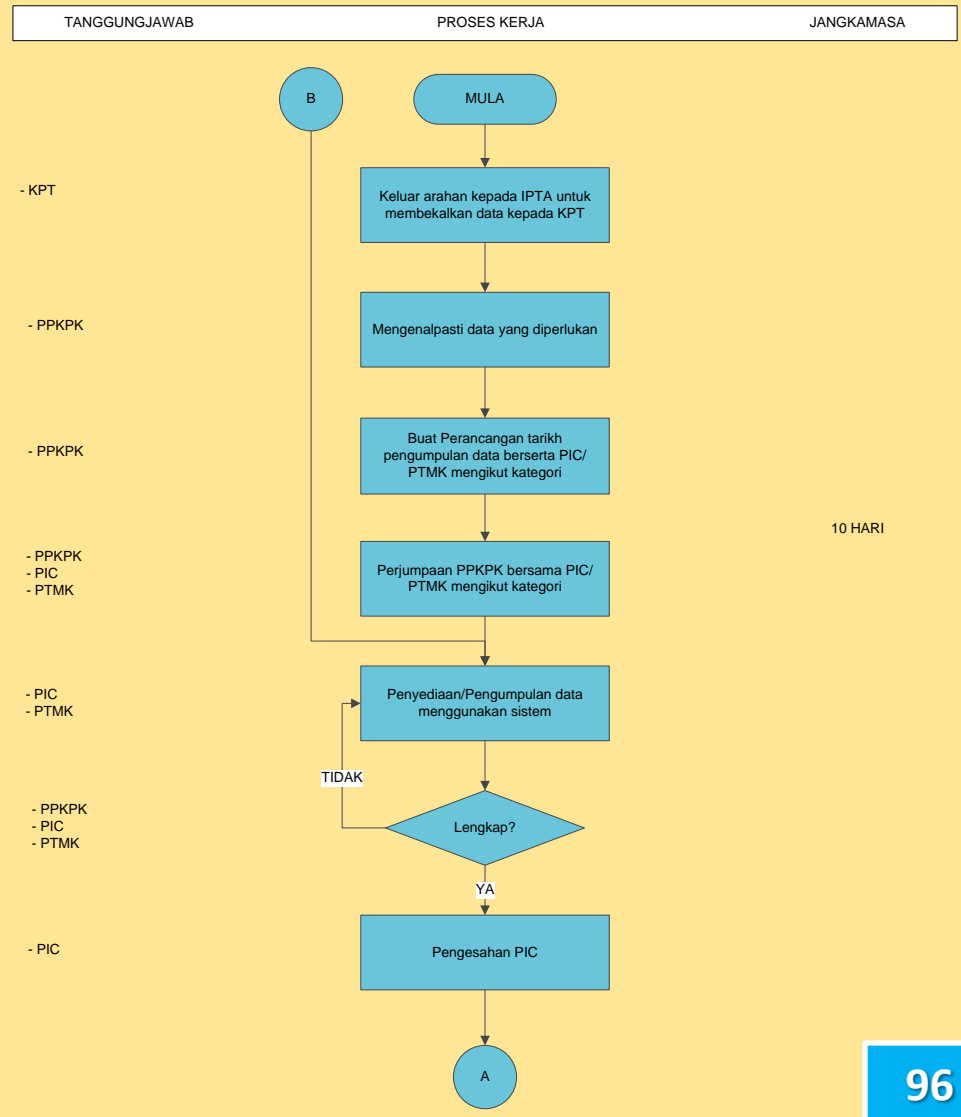 TANGGUNGJAWAB PROSES KERJA JANGKAMASA
B
MULA
- KPT
Keluar arahan kepada IPTA untuk
membekalkan data kepada KPT
- PPKPK
Mengenalpasti data yang diperlukan
- PPKPK
Buat Perancangan tarikh
pengumpulan data berserta PIC/
PTMK mengikut kategori
10 HARI
- PPKPK
- PIC
- PTMK
Perjumpaan PPKPK bersama PIC/
PTMK mengikut kategori
- PIC
- PTMK
Penyediaan/Pengumpulan data
menggunakan sistem
TIDAK
- PPKPK
- PIC
- PTMK
Lengkap?
YA
- PIC
Pengesahan PIC
A
96